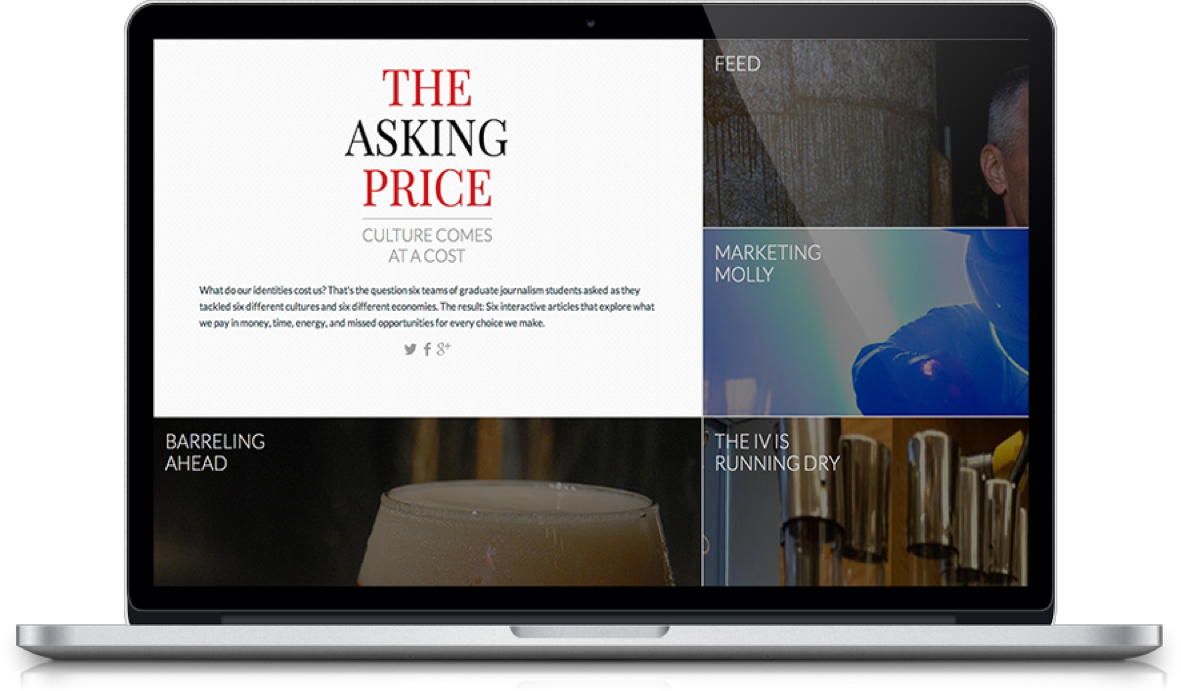 THE
ASKING
PRICE
CULTURE COMES
AT A COST
What do our identities cost us? That's the question six teams of graduate journalism students asked as they
tackled six different cultures and six different economies. The result: Six interactive articles that explore what
we pay in money, time, energy, and missed opportunities for every choice we make.
g+
FEED
MARKETING
MOLLY
BARRELING
AHEAD
THE IV IS
RUNNING DRY